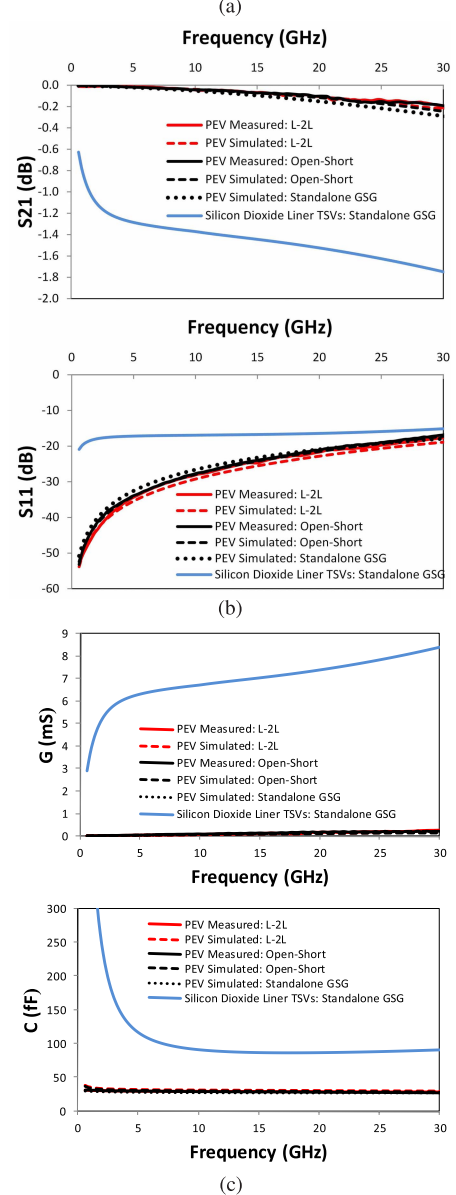 (a)
Frequency (GHz)
0 5 10 15 20 25 30
S21 (dB)
0.0
-0.2
-0.4
-0.6
-0.8
-1.0
-1.2
-1.4
-1.6
-1.8
-2.0
PEV Measured: L-2L
PEV Simulated: L-2L
PEV Measured: Open-Short
PEV Simulated: Open-Short
PEV Simulated: Standalone GSG
Silicon Dioxide Liner TSVs: Standalone GSG
Frequency (GHz)
0 5 10 15 20 25 30
S11 (dB)
0
-10
-20
-30
-40
-50
-60
PEV Measured: L-2L
PEV Simulated: L-2L
PEV Measured: Open-Short
PEV Simulated: Open-Short
PEV Simulated: Standalone GSG
Silicon Dioxide Liner TSVs: Standalone GSG
(b)
G (mS)
9
8
7
6
5
4
3
2
1
0
PEV Measured: L-2L
PEV Simulated: L-2L
PEV Measured: Open-Short
PEV Simulated: Open-Short
PEV Simulated: Standalone GSG
Silicon Dioxide Liner TSVs: Standalone GSG
0 5 10 15 20 25 30
Frequency (GHz)
C (fF)
300
250
200
150
100
50
0
PEV Measured: L-2L
PEV Simulated: L-2L
PEV Measured: Open-Short
PEV Simulated: Open-Short
PEV Simulated: Standalone GSG
Silicon Dioxide Liner TSVs: Standalone GSG
0 5 10 15 20 25 30
Frequency (GHz)
(c)